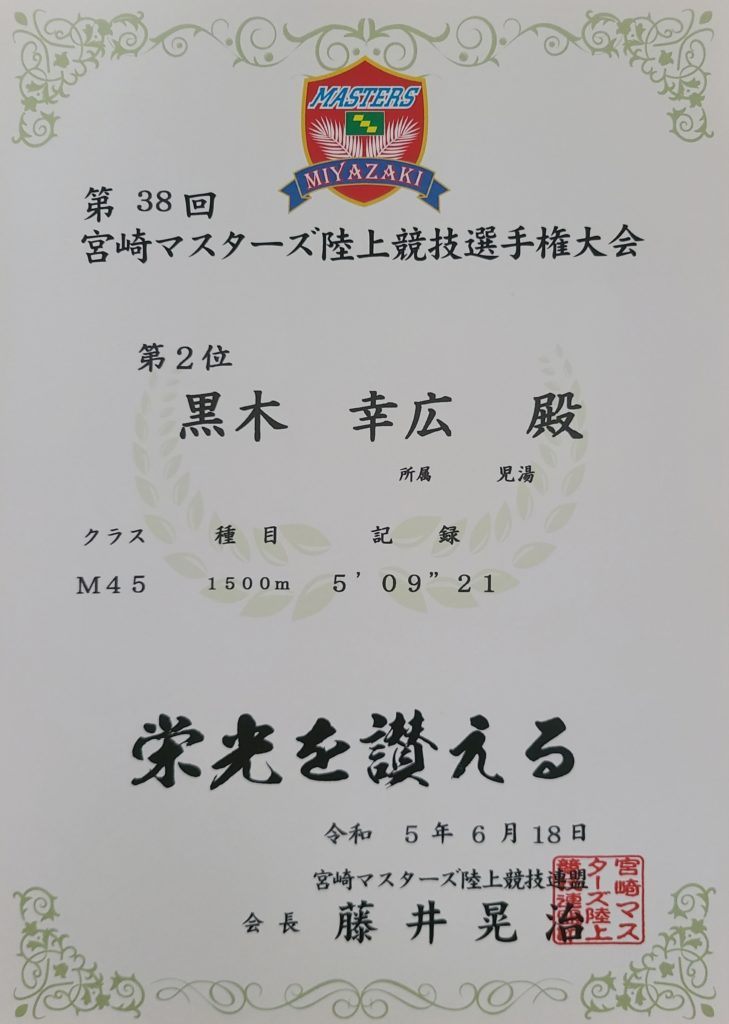 MASTERS
MIYAZAKI
第 38 回
宮崎マスターズ陸上競技選手権大会
第2位
黒木 幸広 殿
所属 児湯
クラス 種目 記録
M45 1500m 5’09”21
栄光を讃える
令和 5年 6月 18日
宮崎マスターズ陸上競技連盟
会長 藤井晃治
宮崎マス
ターズ陸上
競技連盟